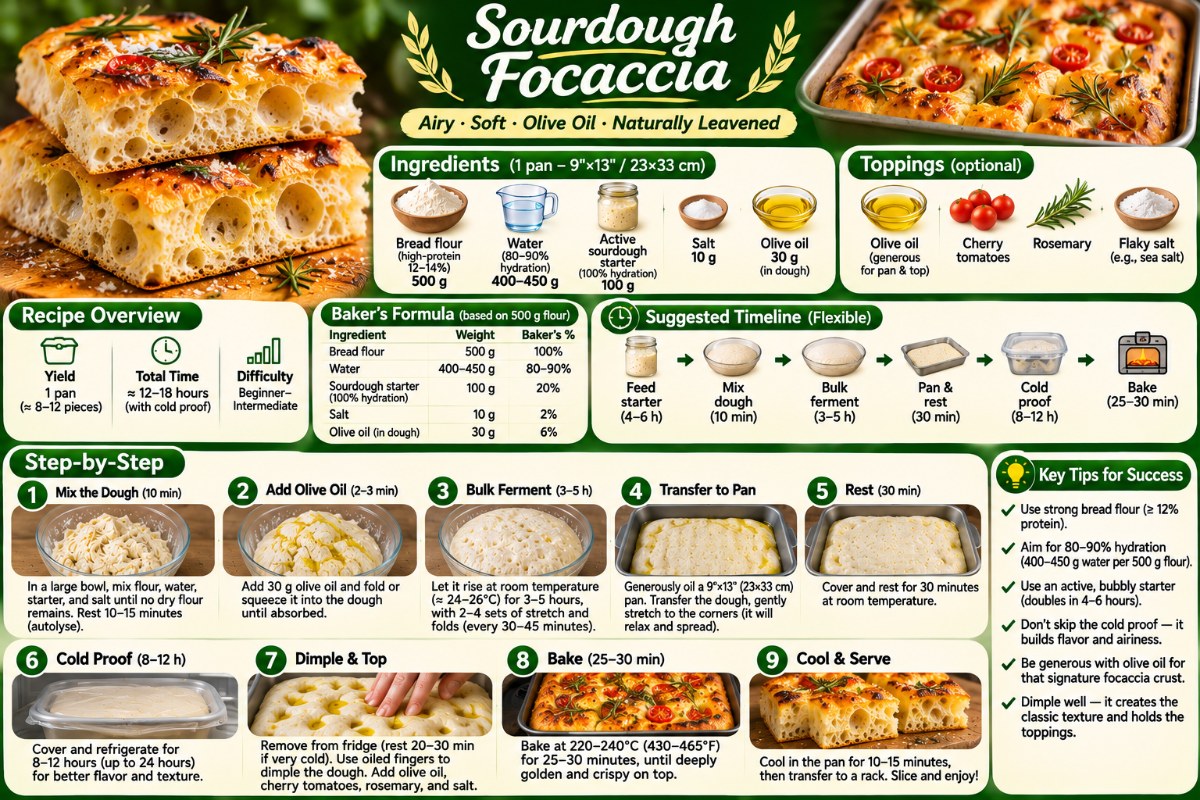 Sourdough
Focaccia
Airy · Soft · Olive Oil · Naturally Leavened
Ingredients (1 pan – 9"×13" / 23×33 cm)
Bread flour
(high-protein
12–14%)
500 g
Water
(80–90%
hydration)
400–450 g
Active
sourdough
starter
(100% hydration)
100 g
Salt
10 g
Olive oil
30 g
(in dough)
Toppings (optional)
Olive oil
(generous
for pan & top)
Cherry
tomatoes
Rosemary
Flaky salt
(e.g., sea salt)
Recipe Overview
Yield
1 pan
(≈ 8–12 pieces)
Total Time
≈ 12–18 hours
(with cold proof)
Difficulty
Beginner–
Intermediate
Baker's Formula (based on 500 g flour)
Ingredient Weight Baker's %
Bread flour 500 g 100%
Water 400–450 g 80–90%
Sourdough starter
(100% hydration) 100 g 20%
Salt 10 g 2%
Olive oil (in dough) 30 g 6%
Suggested Timeline (Flexible)
Feed
starter
(4–6 h)
Mix
dough
(10 min)
Bulk
ferment
(3–5 h)
Pan &
rest
(30 min)
Cold
proof
(8–12 h)
Bake
(25–30 min)
Step-by-Step
1 Mix the Dough (10 min)
In a large bowl, mix flour, water,
starter, and salt until no dry flour
remains. Rest 10–15 minutes
(autolyse).
2 Add Olive Oil (2–3 min)
Add 30 g olive oil and fold or
squeeze it into the dough
until absorbed.
3 Bulk Ferment (3–5 h)
Let it rise at room temperature
(≈ 24–26°C) for 3–5 hours,
with 2–4 sets of stretch and
folds (every 30–45 minutes).
4 Transfer to Pan
Generously oil a 9"×13" (23×33 cm)
pan. Transfer the dough, gently
stretch to the corners (it will
relax and spread).
5 Rest (30 min)
Cover and rest for 30 minutes
at room temperature.
6 Cold Proof (8–12 h)
Cover and refrigerate for
8–12 hours (up to 24 hours)
for better flavor and texture.
7 Dimple & Top
Remove from fridge (rest 20–30 min
if very cold). Use oiled fingers to
dimple the dough. Add olive oil,
cherry tomatoes, rosemary, and salt.
8 Bake (25–30 min)
Bake at 220–240°C (430–465°F)
for 25–30 minutes, until deeply
golden and crispy on top.
9 Cool & Serve
Cool in the pan for 10–15 minutes,
then transfer to a rack. Slice and enjoy!
Key Tips for Success
Use strong bread flour (≥ 12%
protein).
Aim for 80–90% hydration
(400–450 g water per 500 g flour).
Use an active, bubbly starter
(doubles in 4–6 hours).
Don't skip the cold proof — it
builds flavor and airiness.
Be generous with olive oil for
that signature focaccia crust.
Dimple well — it creates the
classic texture and holds the
toppings.